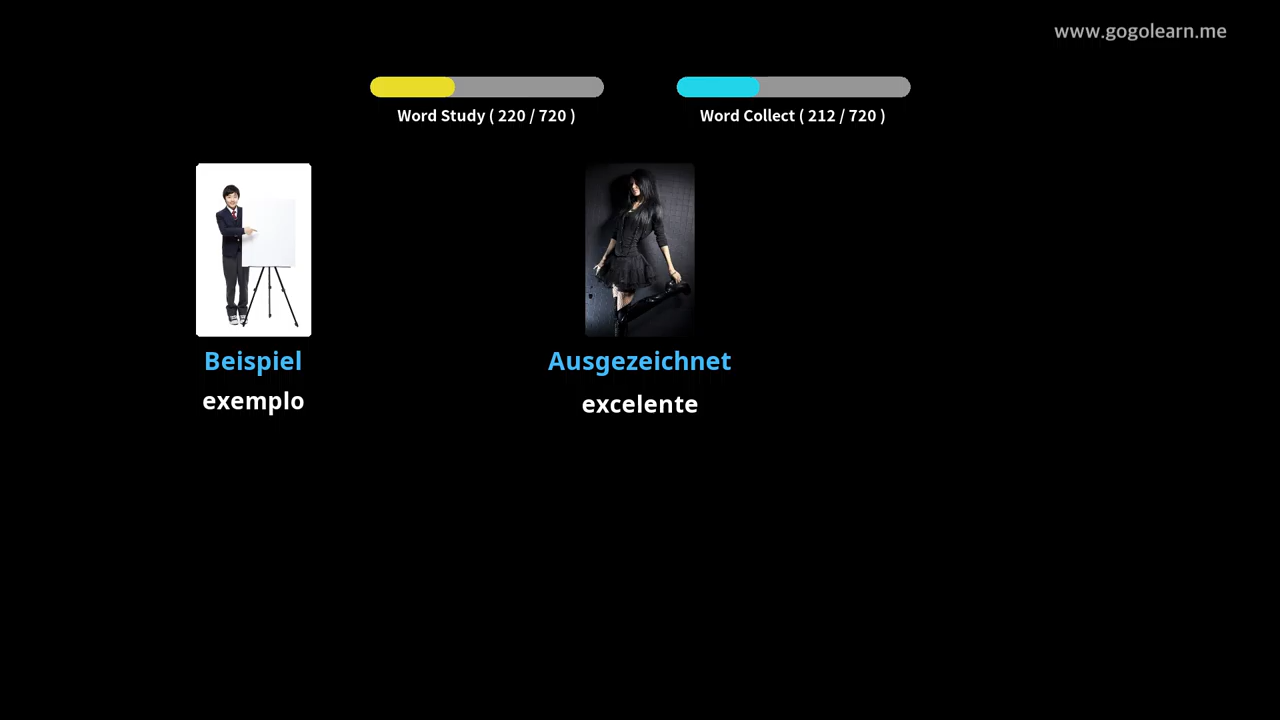 www.gogolearn.me
Word Study ( 220 / 720 )
Word Collect ( 212 / 720 )
Beispiel
exemplo
Ausgezeichnet
excelente